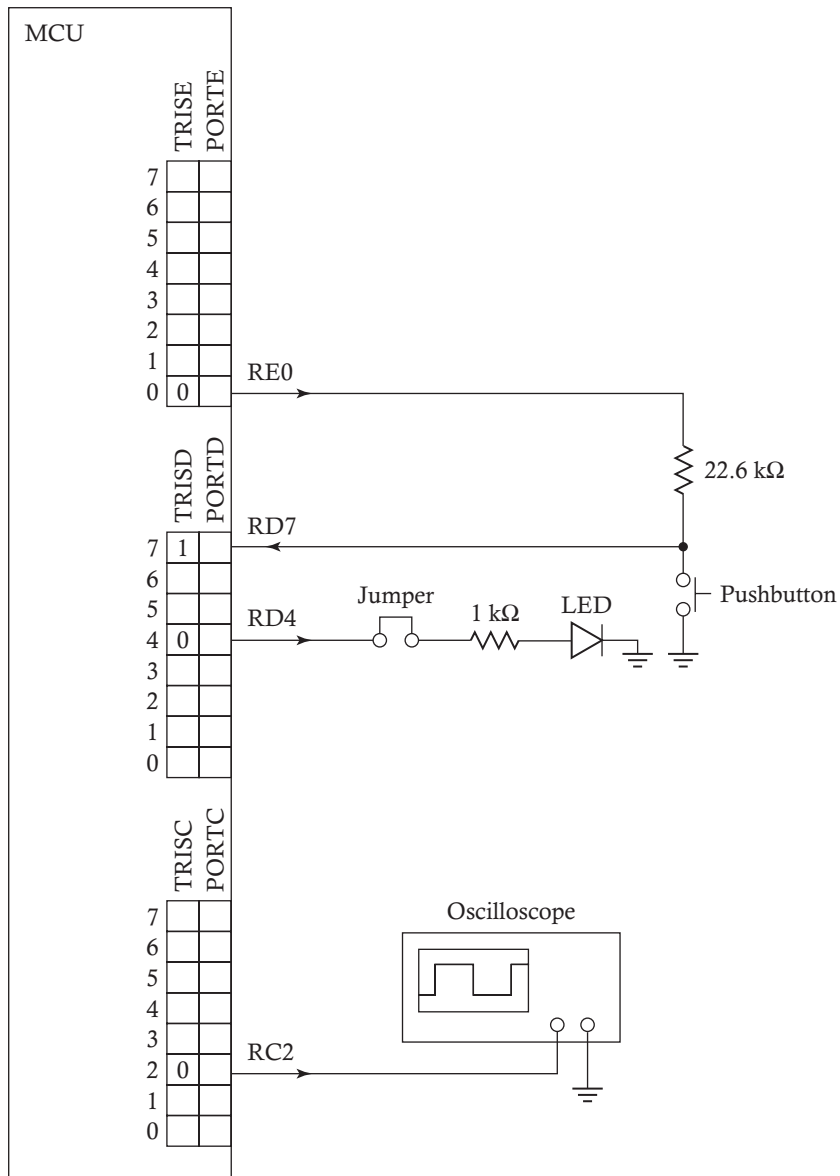 MCU
TRISE PORTE
7
6
5
4
3
2
1
0 0
RE0
22.6 kΩ
TRISD PORTD
RD7
7 1
6
5
4 0
3
2
1
0
Jumper
RD4
1 kΩ
LED
Pushbutton
TRISC PORTC
7
6
5
4
3
2 0
1
0
RC2
Oscilloscope